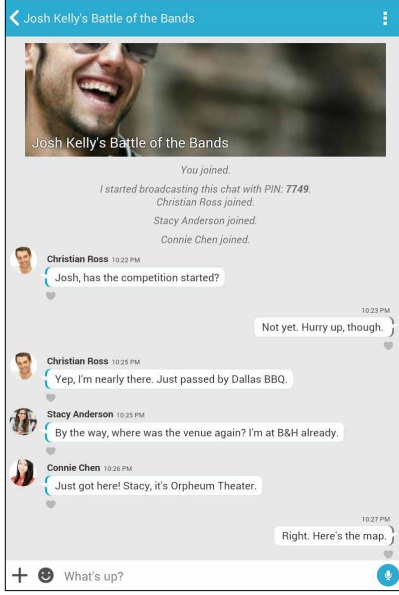 Josh Kelly's Battle of the Bands
Josh Kelly's Battle of the Bands
You joined.
I started broadcasting this chat with PIN: 7749.
Christian Ross joined.
Stacy Anderson joined.
Connie Chen joined.
Christian Ross 10:22 PM
Josh, has the competition started?
10:23 PM
Not yet. Hurry up, though.
Christian Ross 10:25 PM
Yep, I'm nearly there. Just passed by Dallas BBQ.
Stacy Anderson 10:25 PM
By the way, where was the venue again? I'm at B&H already.
Connie Chen 10:26 PM
Just got here! Stacy, it's Orpheum Theater.
10:27 PM
Right. Here's the map.
What's up?